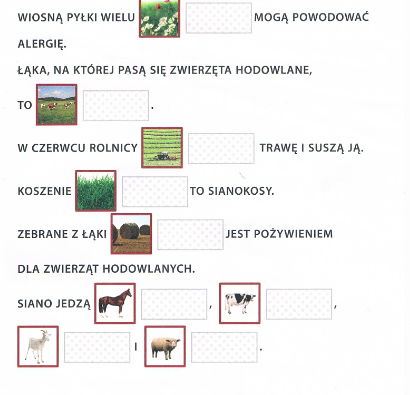 WIOSNĄ PYŁKI WIELU MOGĄ POWODOWAĆ
ALERGIĘ.
ŁĄKA, NA KTÓREJ PASĄ SIĘ ZWIERZĘTA HODOWLANE,
TO .
W CZERWCU ROLNICY TRAWĘ I SUSZĄ JĄ.
KOSZENIE TO SIANOKOSY.
ZEBRANE Z ŁĄKI JEST POŻYWIENIEM
DLA ZWIERZĄT HODOWLANYCH.
SIANO JEDZĄ , ,
I .